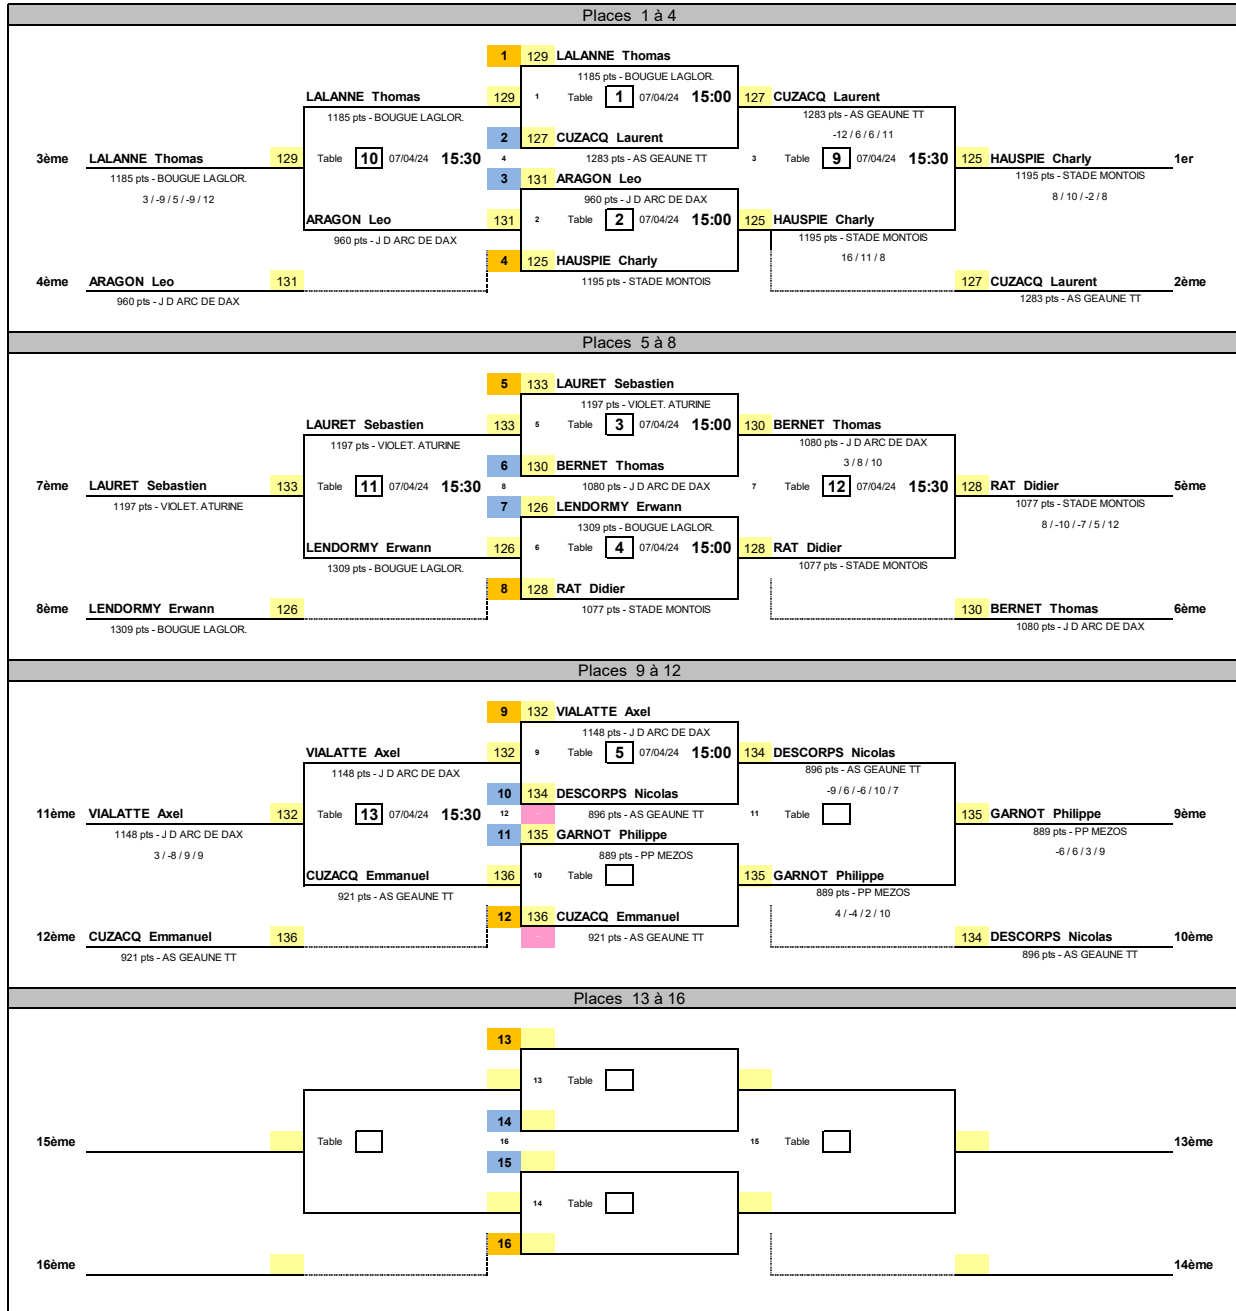 Places 1 à 4
1 129 LALANNE Thomas
1185 pts - BOUGUE LAGLOR.
LALANNE Thomas 129 1 Table 1 07/04/24 15:00 127 CUZACQ Laurent
1185 pts - BOUGUE LAGLOR. 1283 pts - AS GEAUNE TT
2 127 CUZACQ Laurent -12 / 6 / 6 / 11
3ème LALANNE Thomas 129 Table 10 07/04/24 15:30 4 1283 pts - AS GEAUNE TT 3 Table 9 07/04/24 15:30 125 HAUSPIE Charly 1er
1185 pts - BOUGUE LAGLOR. 3 131 ARAGON Leo 1195 pts - STADE MONTOIS
3 / -9 / 5 / -9 / 12 960 pts - J D ARC DE DAX 8 / 10 / -2 / 8
ARAGON Leo 131 2 Table 2 07/04/24 15:00 125 HAUSPIE Charly
960 pts - J D ARC DE DAX 1195 pts - STADE MONTOIS
4 125 HAUSPIE Charly 16 / 11 / 8
4ème ARAGON Leo 131 1195 pts - STADE MONTOIS 127 CUZACQ Laurent 2ème
960 pts - J D ARC DE DAX 1283 pts - AS GEAUNE TT
Places 5 à 8
5 133 LAURET Sebastien
1197 pts - VIOLET. ATURINE
LAURET Sebastien 133 5 Table 3 07/04/24 15:00 130 BERNET Thomas
1197 pts - VIOLET. ATURINE 1080 pts - J D ARC DE DAX
6 130 BERNET Thomas 3 / 8 / 10
7ème LAURET Sebastien 133 Table 11 07/04/24 15:30 8 1080 pts - J D ARC DE DAX 7 Table 12 07/04/24 15:30 128 RAT Didier 5ème
1197 pts - VIOLET. ATURINE 7 126 LENDORMY Erwann 1077 pts - STADE MONTOIS
1309 pts - BOUGUE LAGLOR. 8 / -10 / -7 / 5 / 12
LENDORMY Erwann 126 6 Table 4 07/04/24 15:00 128 RAT Didier
1309 pts - BOUGUE LAGLOR. 1077 pts - STADE MONTOIS
8 128 RAT Didier
8ème LENDORMY Erwann 126 1077 pts - STADE MONTOIS 130 BERNET Thomas 6ème
1309 pts - BOUGUE LAGLOR. 1080 pts - J D ARC DE DAX
Places 9 à 12
9 132 VIALATTE Axel
1148 pts - J D ARC DE DAX
VIALATTE Axel 132 9 Table 5 07/04/24 15:00 134 DESCORPS Nicolas
1148 pts - J D ARC DE DAX 896 pts - AS GEAUNE TT
10 134 DESCORPS Nicolas -9 / 6 / -6 / 10 / 7
11ème VIALATTE Axel 132 Table 13 07/04/24 15:30 12 896 pts - AS GEAUNE TT 11 Table 135 GARNOT Philippe 9ème
1148 pts - J D ARC DE DAX 11 135 GARNOT Philippe 889 pts - PP MEZOS
3 / -8 / 9 / 9 889 pts - PP MEZOS -6 / 6 / 3 / 9
CUZACQ Emmanuel 136 10 Table 135 GARNOT Philippe
921 pts - AS GEAUNE TT 889 pts - PP MEZOS
12 136 CUZACQ Emmanuel 4 / -4 / 2 / 10
12ème CUZACQ Emmanuel 136 921 pts - AS GEAUNE TT 134 DESCORPS Nicolas 10ème
921 pts - AS GEAUNE TT 896 pts - AS GEAUNE TT
Places 13 à 16
13
13 Table
14
15ème Table 16 15 Table 13ème
15
14 Table
16
16ème 14ème